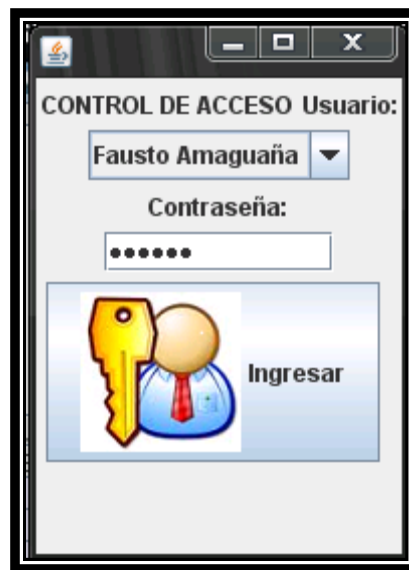 CONTROL DE ACCESO Usuario:
Fausto Amaguaña
Contraseña:
••••••
Ingresar